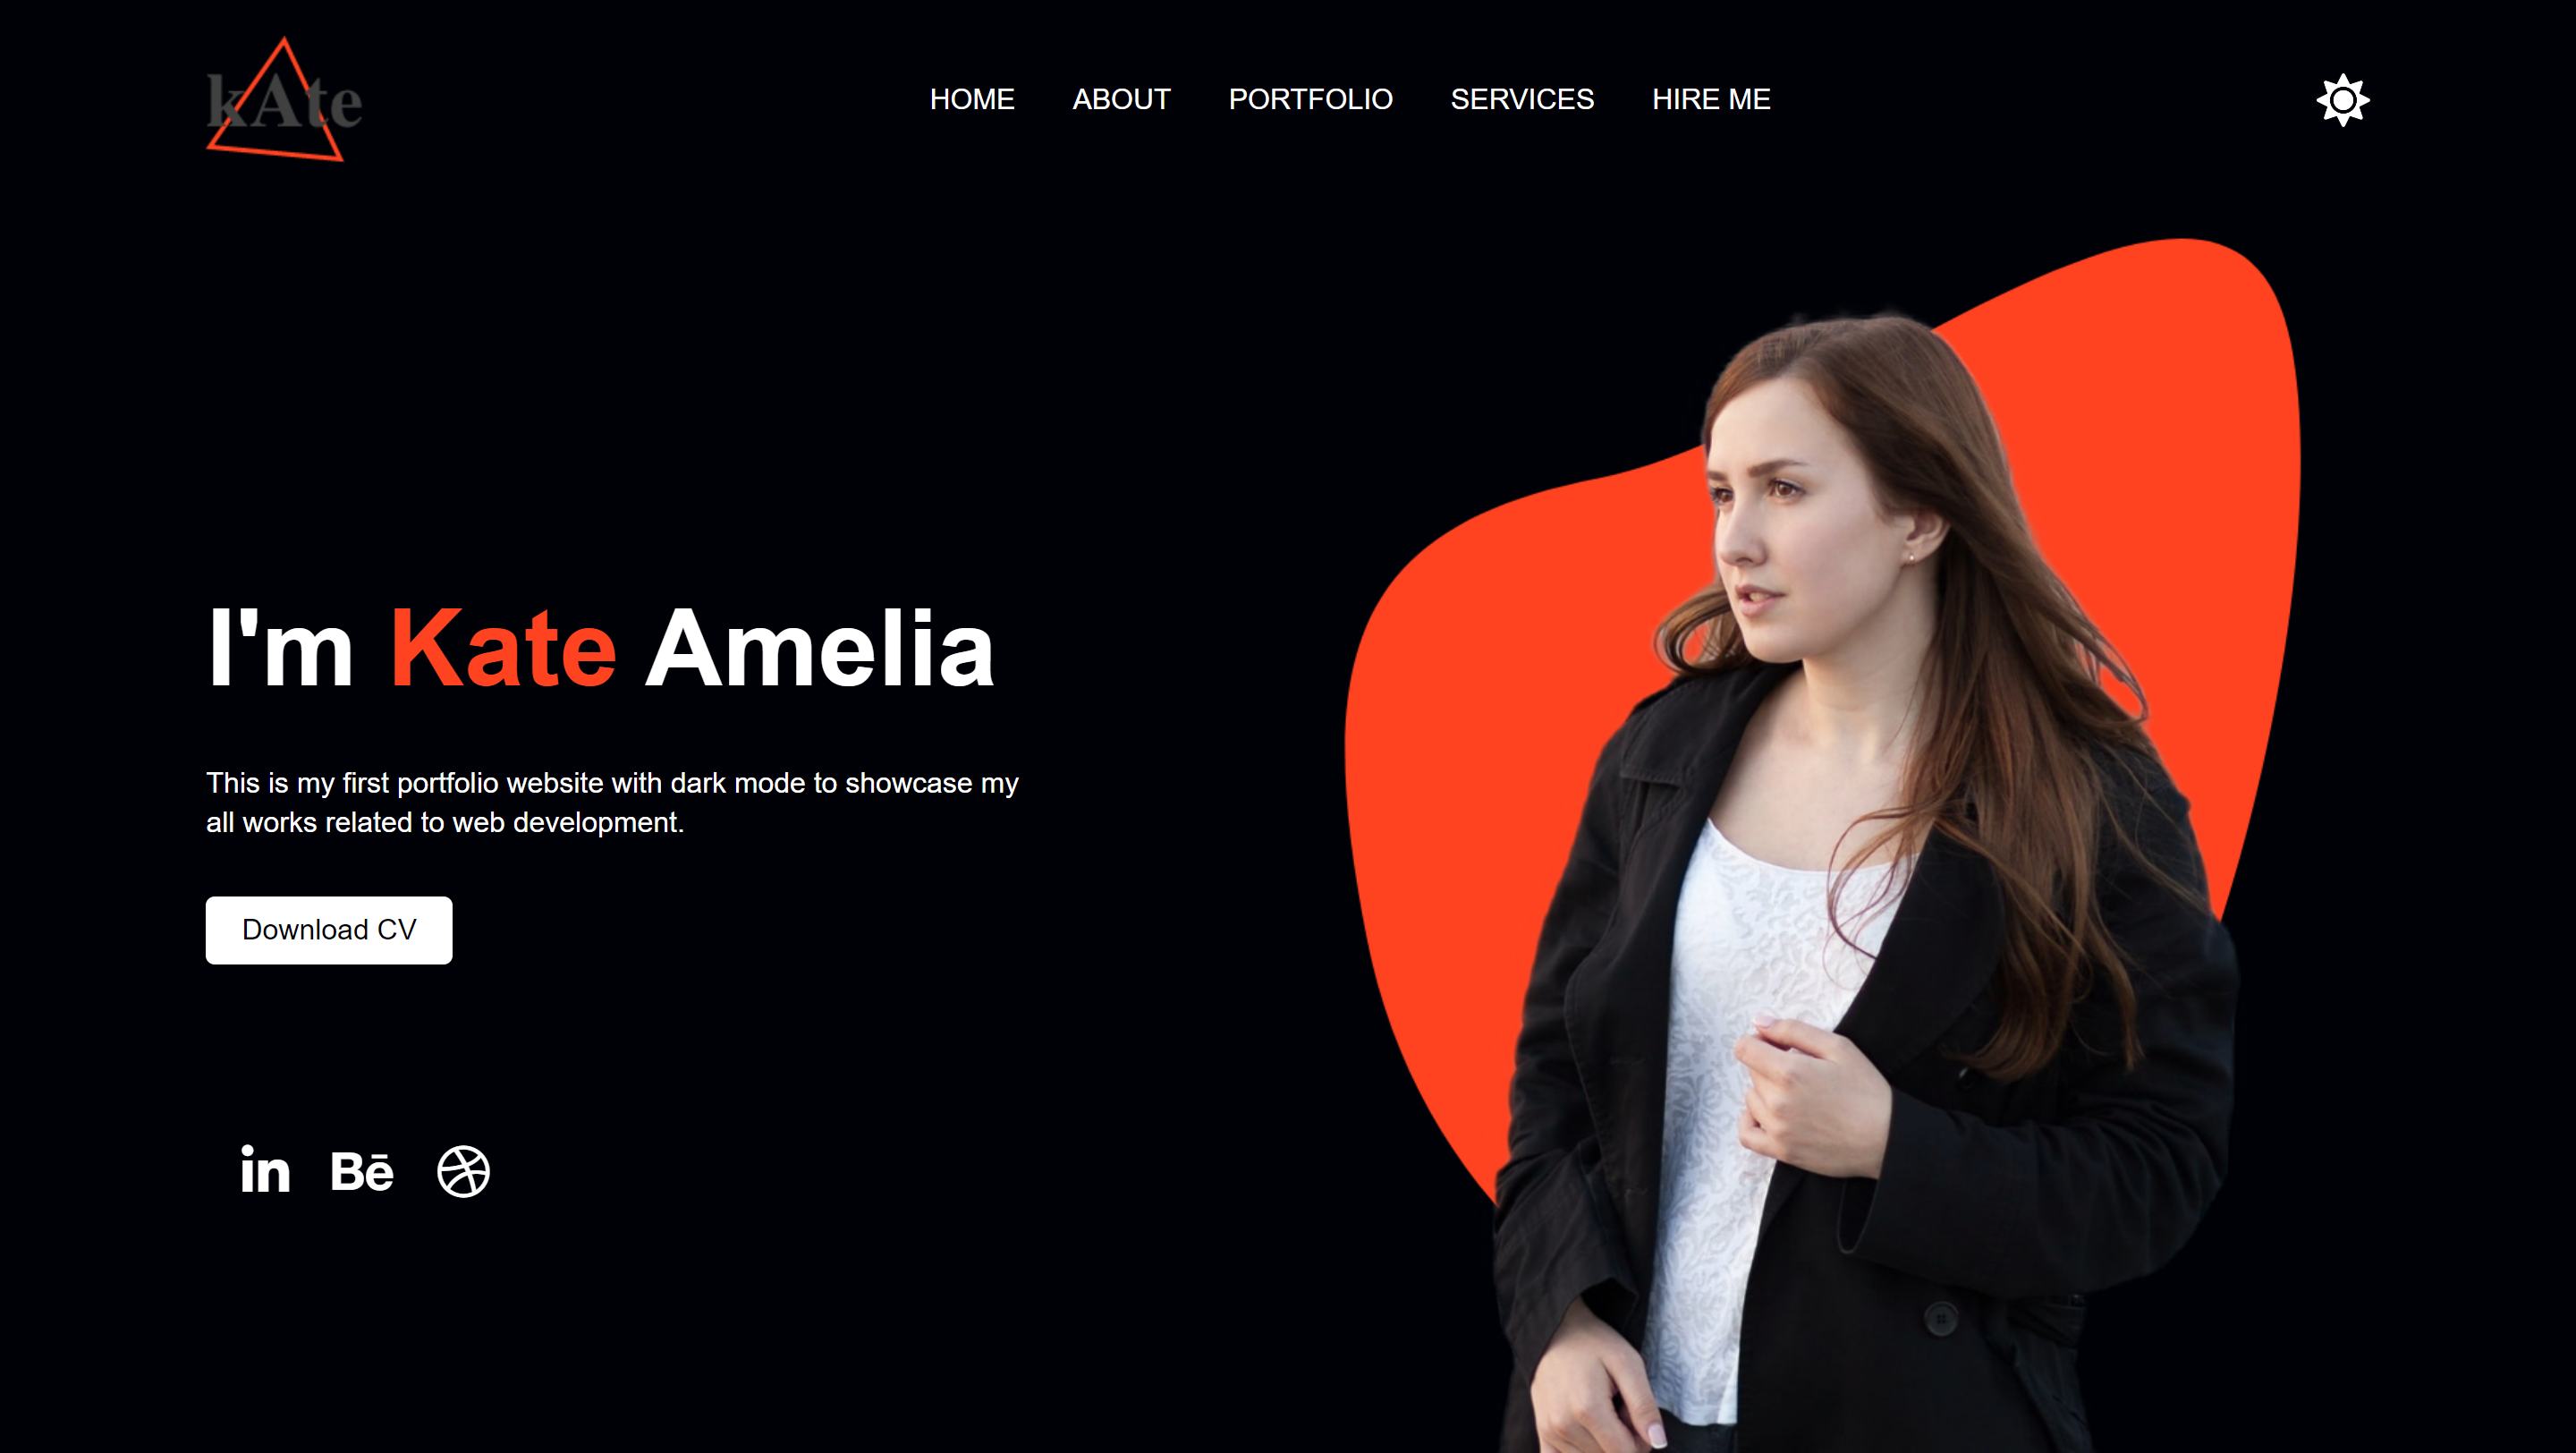 kAte
HOME ABOUT PORTFOLIO SERVICES HIRE ME
I'm Kate Amelia
This is my first portfolio website with dark mode to showcase my
all works related to web development.
Download CV
in Bē